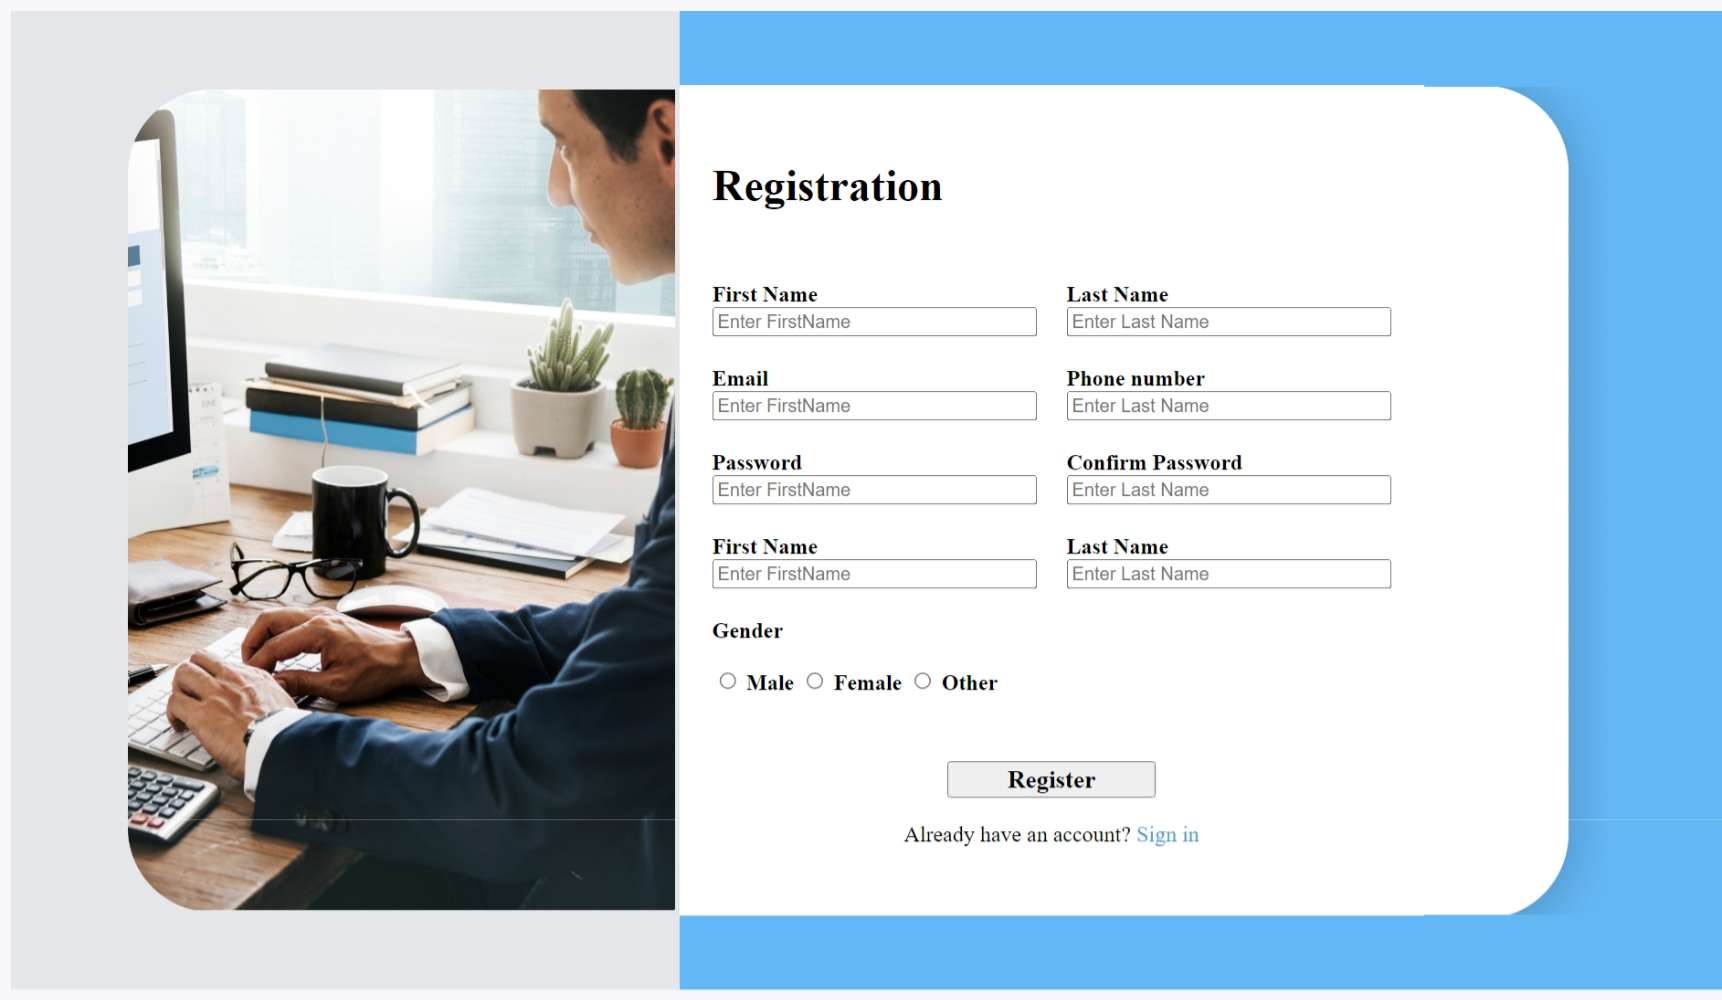 Registration
First Name Last Name
Enter FirstName Enter Last Name
Email Phone number
Enter FirstName Enter Last Name
Password Confirm Password
Enter FirstName Enter Last Name
First Name Last Name
Enter FirstName Enter Last Name
Gender
Male Female Other
Register
Already have an account? Sign in